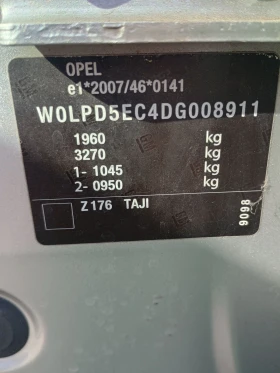 OPEL
e1*2007/46*0141
W0LPD5EC4DG008911
1960 kg
3270 kg
1- 1045 kg
2- 0950 kg
Z176 TAJI
9098